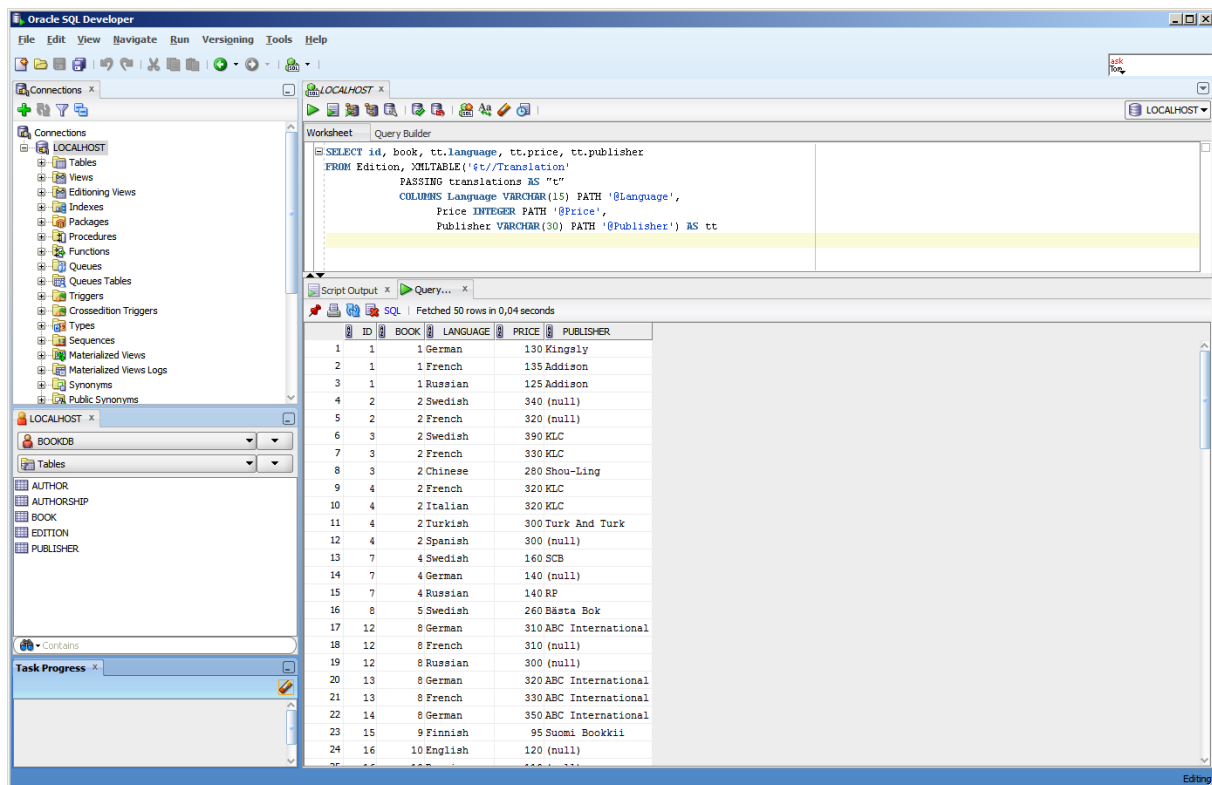 Oracle SQL Developer
File Edit View Navigate Run Versioning Tools Help
ask
Tom
Connections
LOCALHOST
LOCALHOST
Connections
LOCALHOST
Tables
Views
Editioning Views
Indexes
Packages
Procedures
Functions
Queues
Queues Tables
Triggers
Crossedition Triggers
Types
Sequences
Materialized Views
Materialized Views Logs
Synonyms
Public Synonyms
LOCALHOST
BOOKDB
Tables
AUTHOR
AUTHORSHIP
BOOK
EDITION
PUBLISHER
Contains
Task Progress
Worksheet Query Builder
SELECT id, book, tt.language, tt.price, tt.publisher
FROM Edition, XMLTABLE('$t//Translation'
PASSING translations AS "t"
COLUMNS Language VARCHAR(15) PATH '@Language',
Price INTEGER PATH '@Price',
Publisher VARCHAR(30) PATH '@Publisher') AS tt
Script Output Query...
SQL | Fetched 50 rows in 0,04 seconds
ID BOOK LANGUAGE PRICE PUBLISHER
1 1 1 German 130 Kingsly
2 1 1 French 135 Addison
3 1 1 Russian 125 Addison
4 2 2 Swedish 340 (null)
5 2 2 French 320 (null)
6 3 2 Swedish 390 KLC
7 3 2 French 330 KLC
8 3 2 Chinese 280 Shou-Ling
9 4 2 French 320 KLC
10 4 2 Italian 320 KLC
11 4 2 Turkish 300 Turk And Turk
12 4 2 Spanish 300 (null)
13 7 4 Swedish 160 SCB
14 7 4 German 140 (null)
15 7 4 Russian 140 RP
16 8 5 Swedish 260 Bästa Bok
17 12 8 German 310 ABC International
18 12 8 French 310 (null)
19 12 8 Russian 300 (null)
20 13 8 German 320 ABC International
21 13 8 French 330 ABC International
22 14 8 German 350 ABC International
23 15 9 Finnish 95 Suomi Bookkii
24 16 10 English 120 (null)
Editing